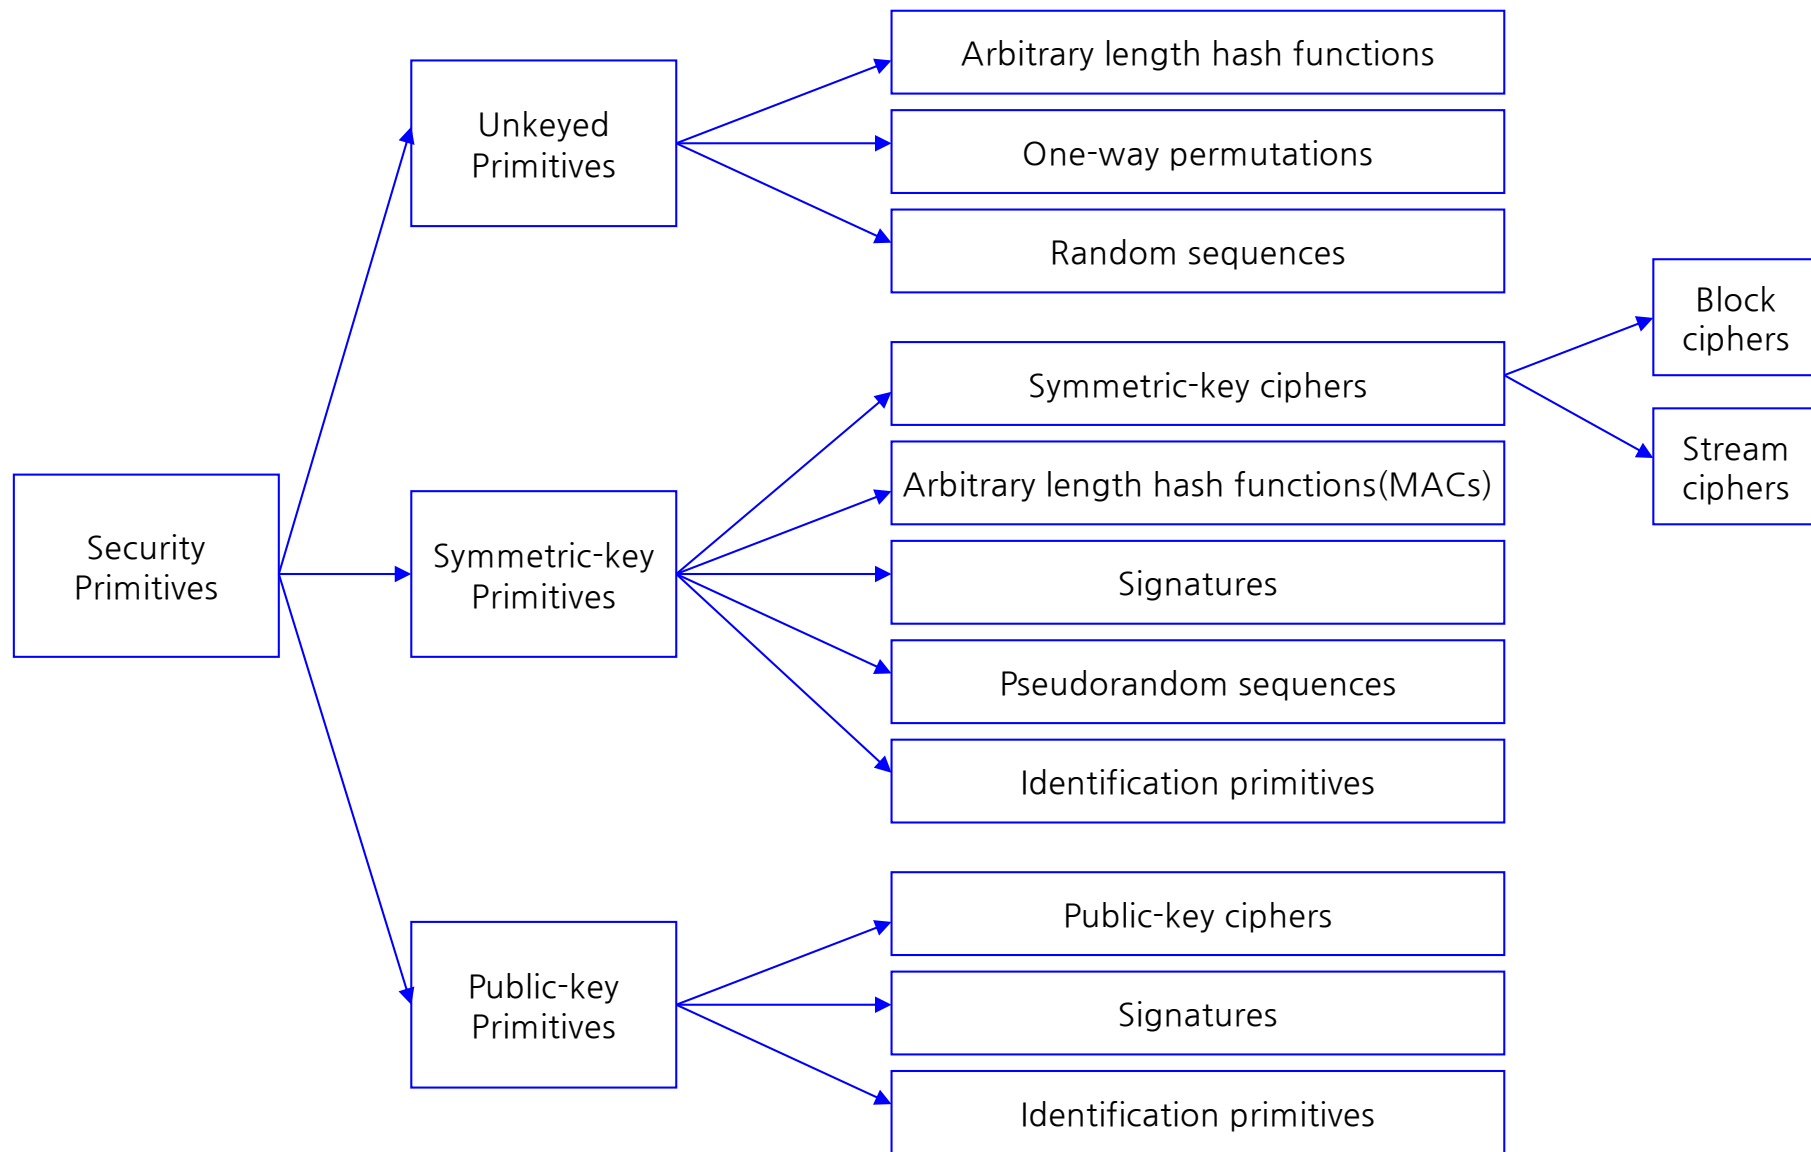 Security
Primitives
Unkeyed
Primitives
Arbitrary length hash functions
One-way permutations
Random sequences
Symmetric-key
Primitives
Symmetric-key ciphers
Block
ciphers
Stream
ciphers
Arbitrary length hash functions(MACs)
Signatures
Pseudorandom sequences
Identification primitives
Public-key
Primitives
Public-key ciphers
Signatures
Identification primitives